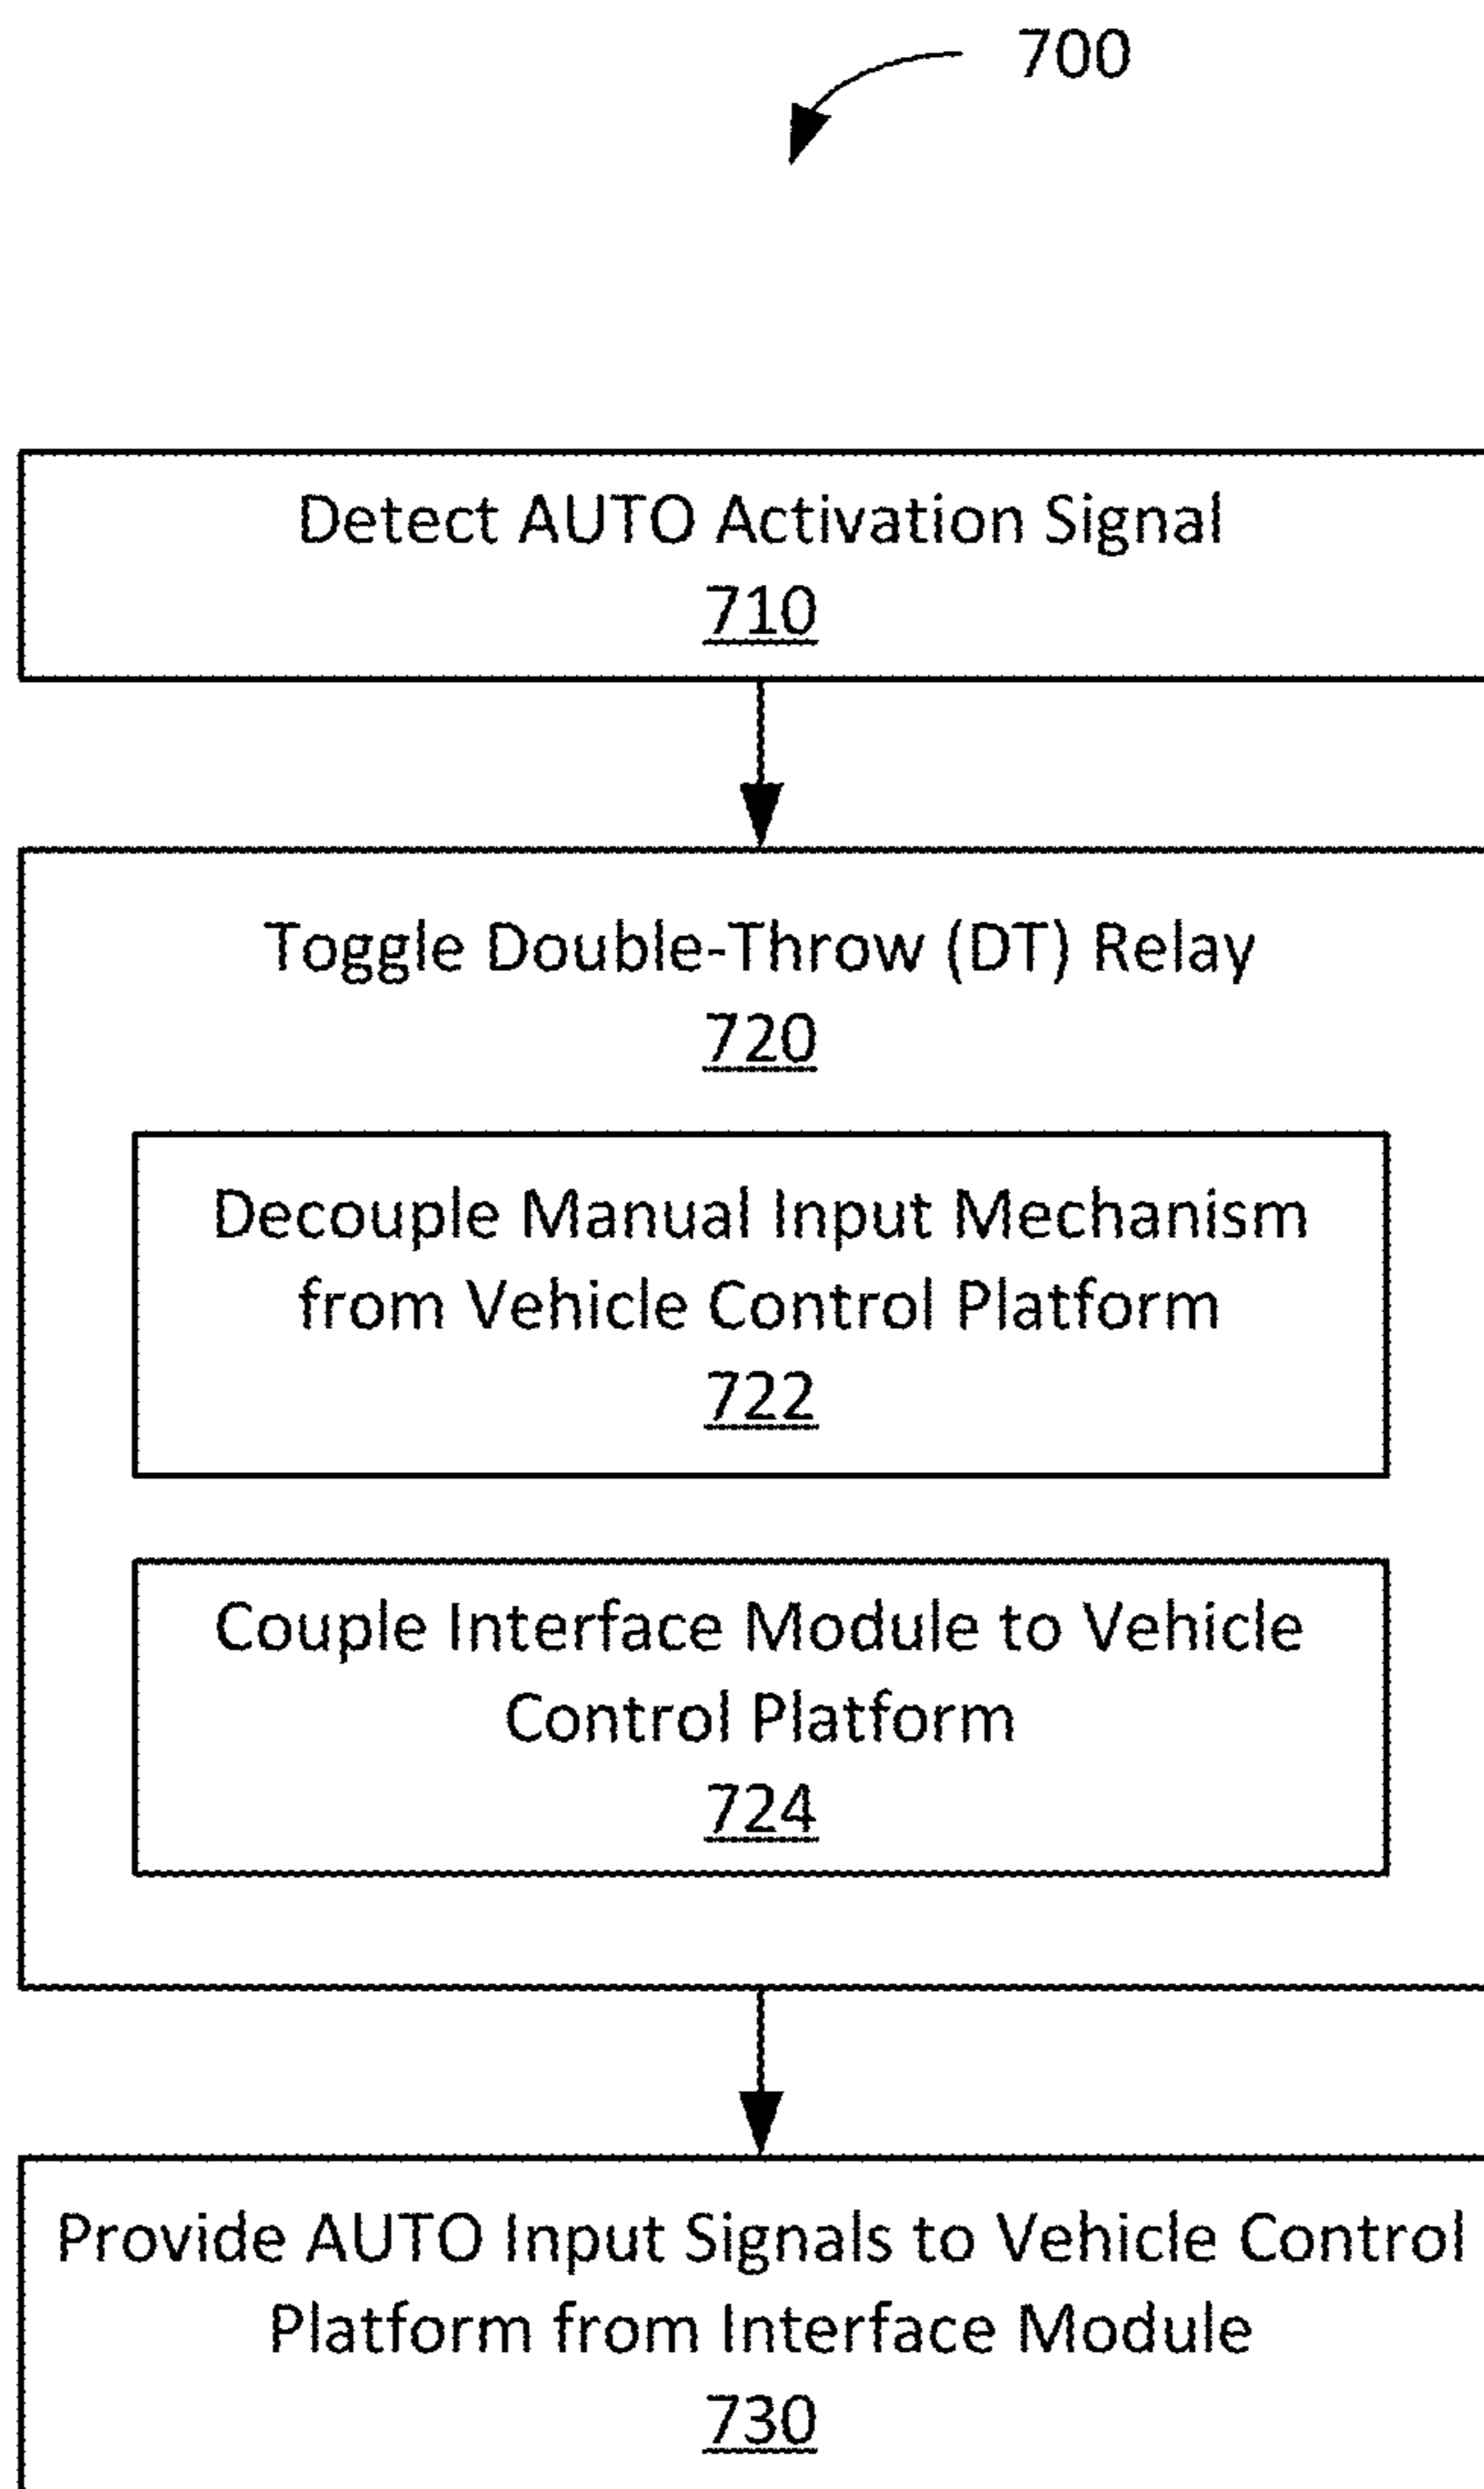 700
Detect AUTO Activation Signal
710
Toggle Double-Throw (DT) Relay
720
Decouple Manual Input Mechanism
from Vehicle Control Platform
722
Couple Interface Module to Vehicle
Control Platform
724
Provide AUTO Input Signals to Vehicle Control
Platform from Interface Module
730